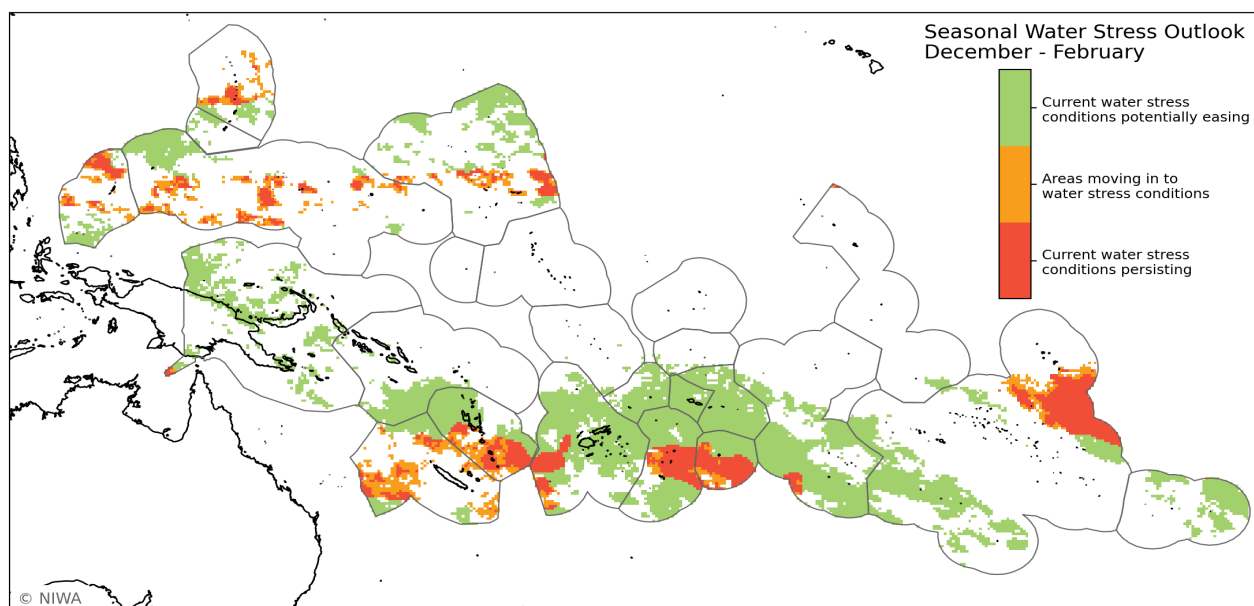 Seasonal Water Stress Outlook
December - February
Current water stress
conditions potentially easing
Areas moving in to
water stress conditions
Current water stress
conditions persisting
© NIWA